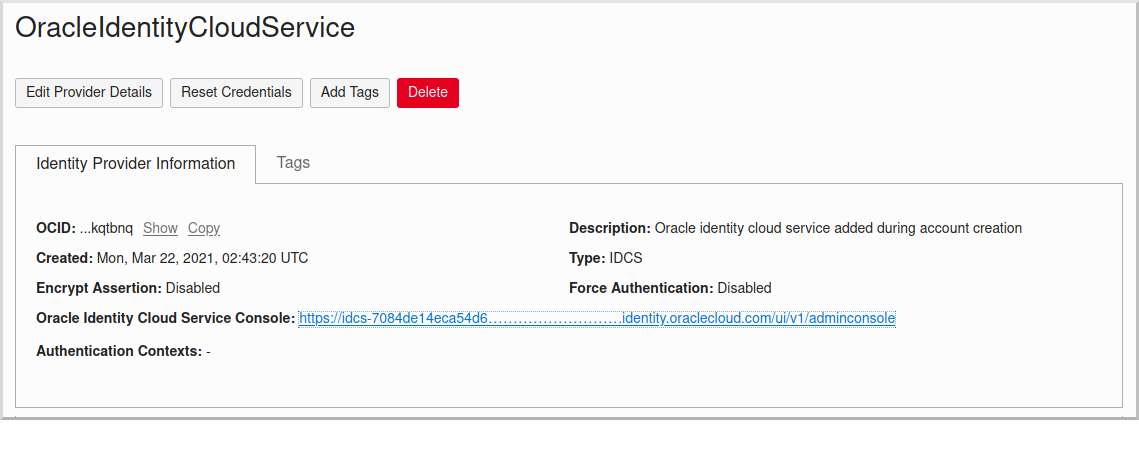 OracleIdentityCloudService
Edit Provider Details Reset Credentials Add Tags Delete
Identity Provider Information Tags
OCID: ...kqtbnq Show Copy
Description: Oracle identity cloud service added during account creation
Created: Mon, Mar 22, 2021, 02:43:20 UTC
Type: IDCS
Encrypt Assertion: Disabled
Force Authentication: Disabled
Oracle Identity Cloud Service Console: https://idcs-7084de14eca54d6...........................identity.oraclecloud.com/ui/v1/adminconsole
Authentication Contexts: -